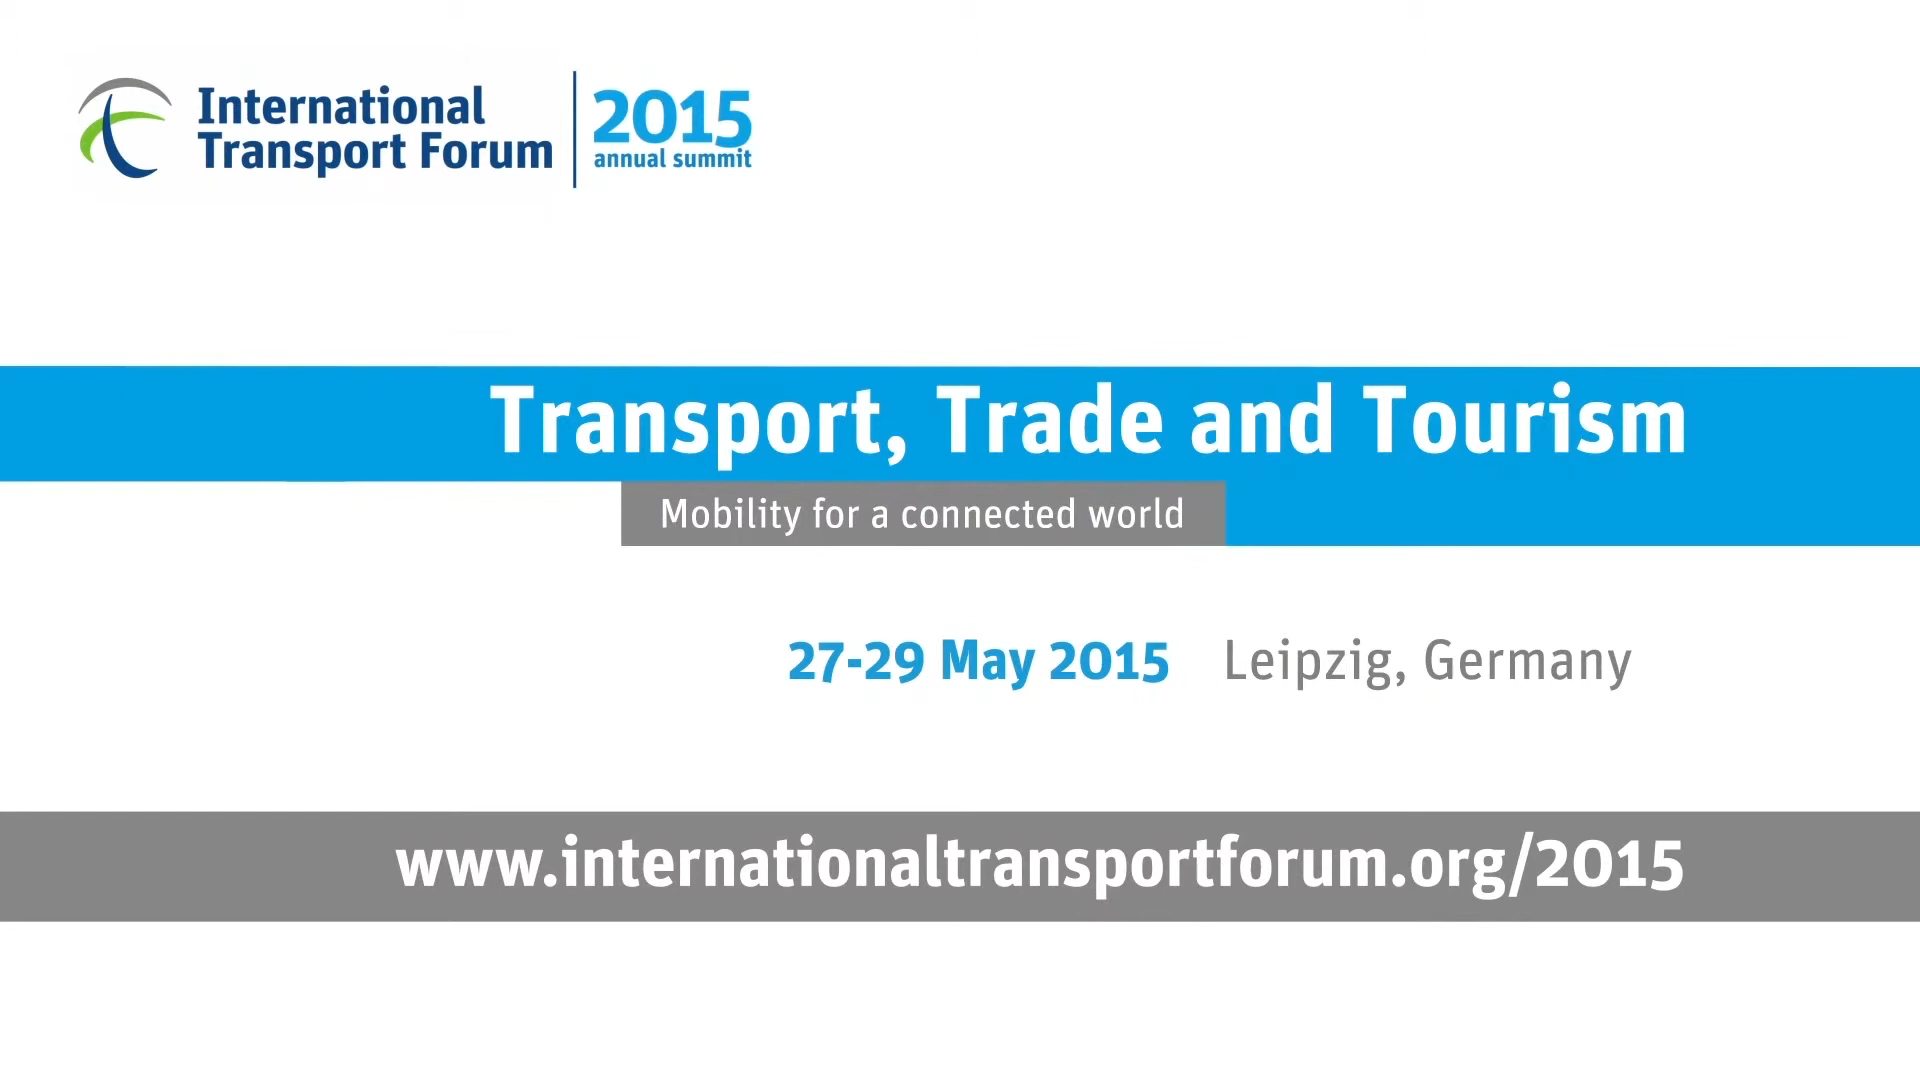 International
Transport Forum
2015
annual summit
Transport, Trade and Tourism
Mobility for a connected world
27-29 May 2015 Leipzig, Germany
www.internationaltransportforum.org/2015